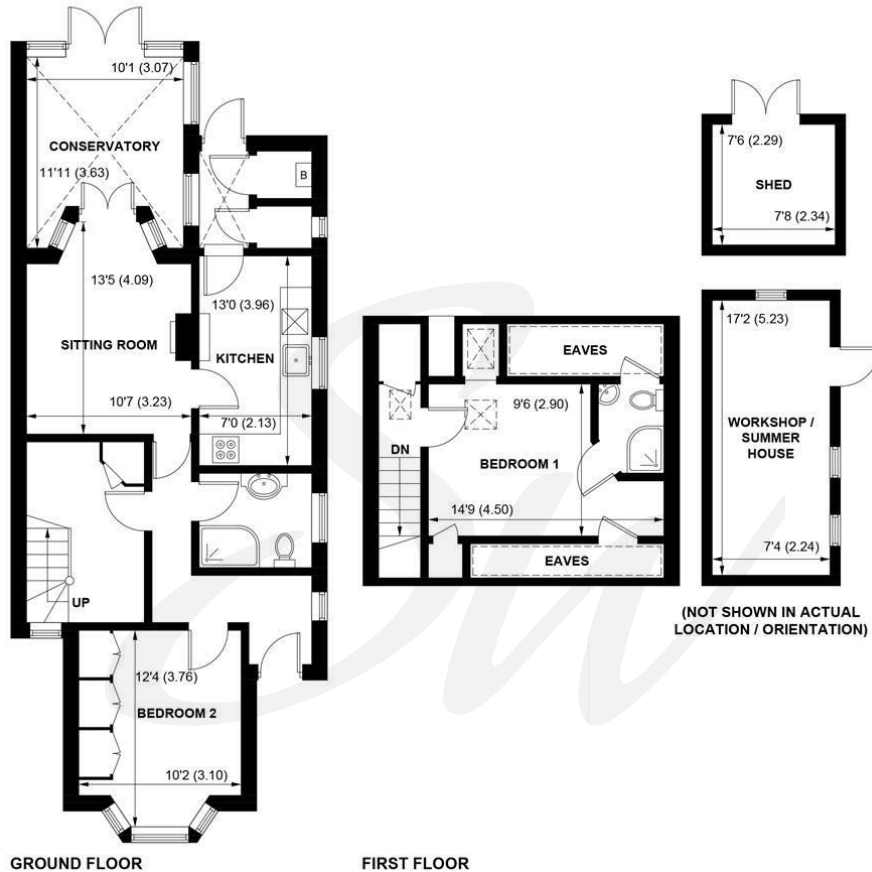 10'1 (3.07)
CONSERVATORY
11'11 (3.63)
B
13'5 (4.09)
SITTING ROOM
10'7 (3.23)
13'0 (3.96)
KITCHEN
7'0 (2.13)
UP
12'4 (3.76)
BEDROOM 2
10'2 (3.10)
GROUND FLOOR
EAVES
9'6 (2.90)
DN
BEDROOM 1
14'9 (4.50)
EAVES
FIRST FLOOR
7'6 (2.29)
SHED
7'8 (2.34)
17'2 (5.23)
WORKSHOP /
SUMMER
HOUSE
7'4 (2.24)
(NOT SHOWN IN ACTUAL
LOCATION / ORIENTATION)
Sw